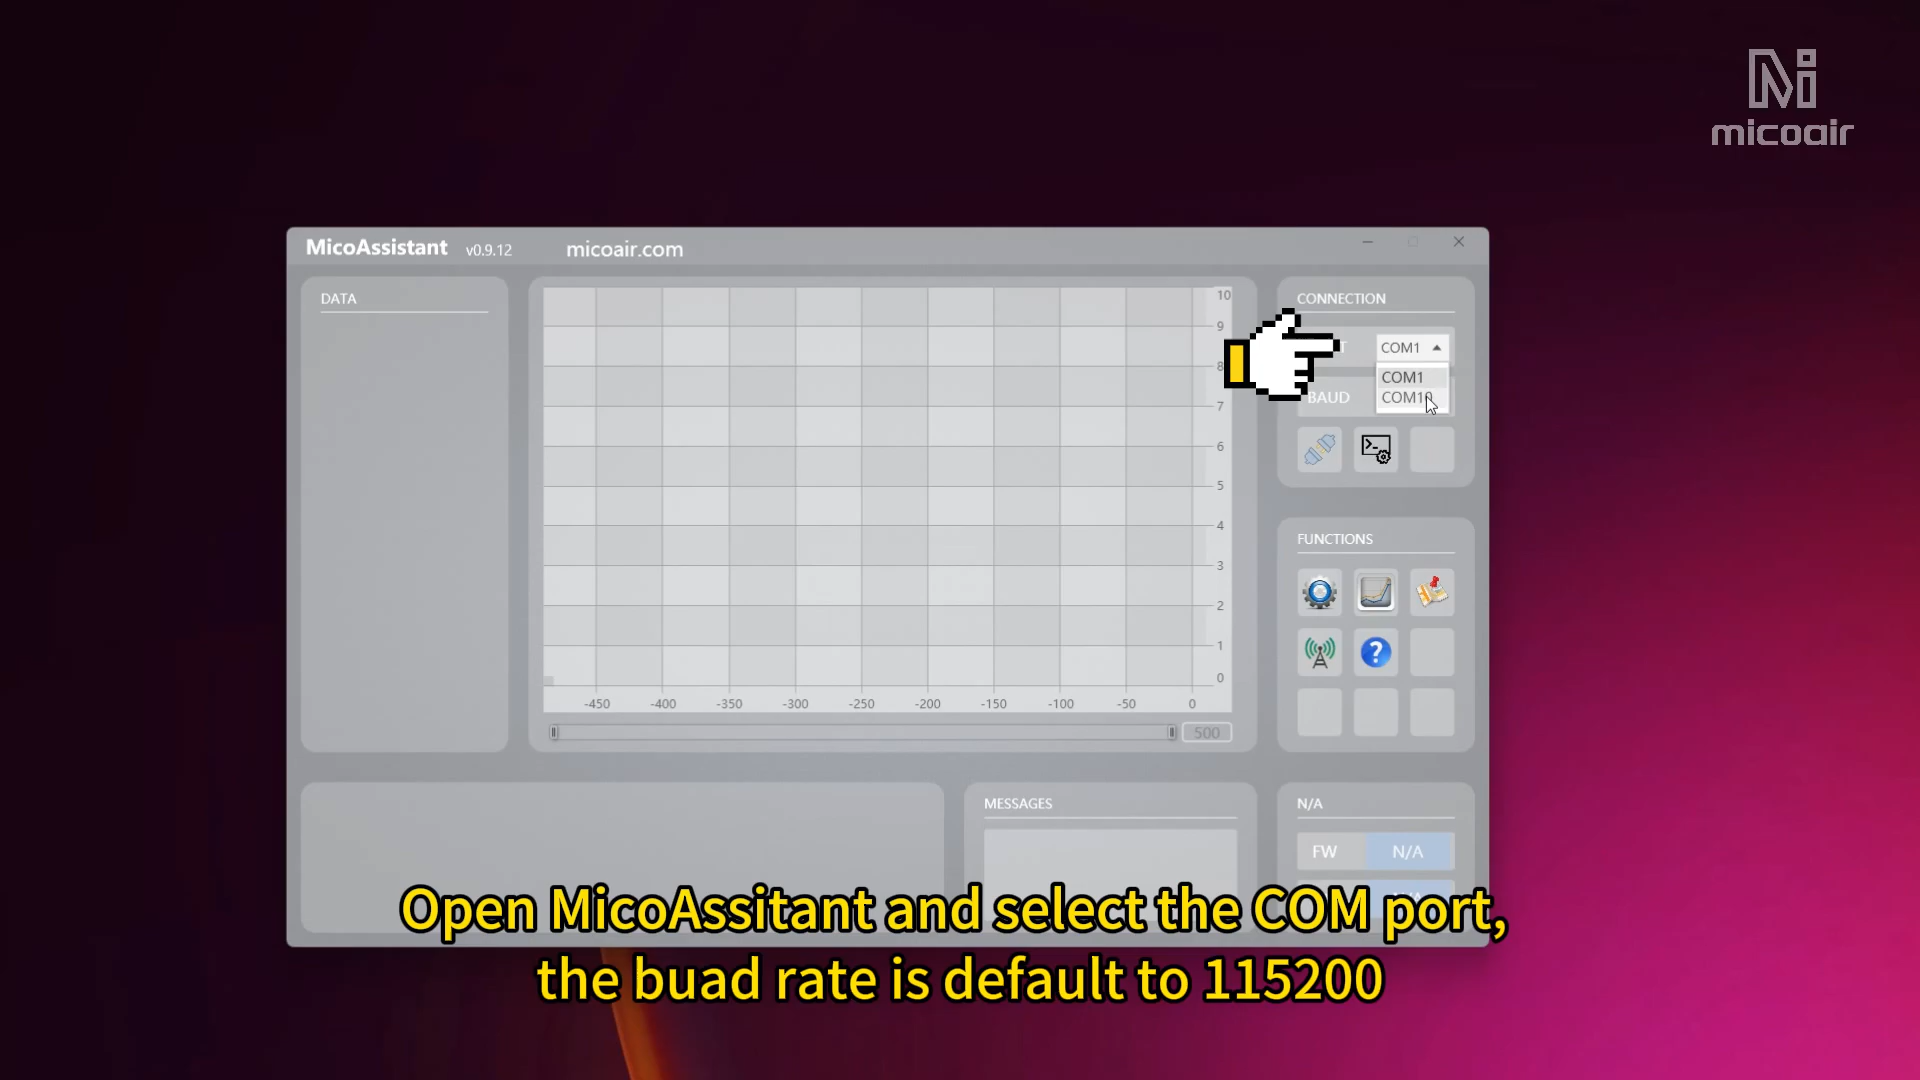 micoair
MicoAssistant v0.9.12 micoair.com
DATA
10
9
8
7
6
5
4
3
2
1
0
-450 -400 -350 -300 -250 -200 -150 -100 -50 0
500
CONNECTION
COM1
COM1
COM10
BAUD
FUNCTIONS
MESSAGES
N/A
FW N/A
Open MicoAssitant and select the COM port,
the buad rate is default to 115200